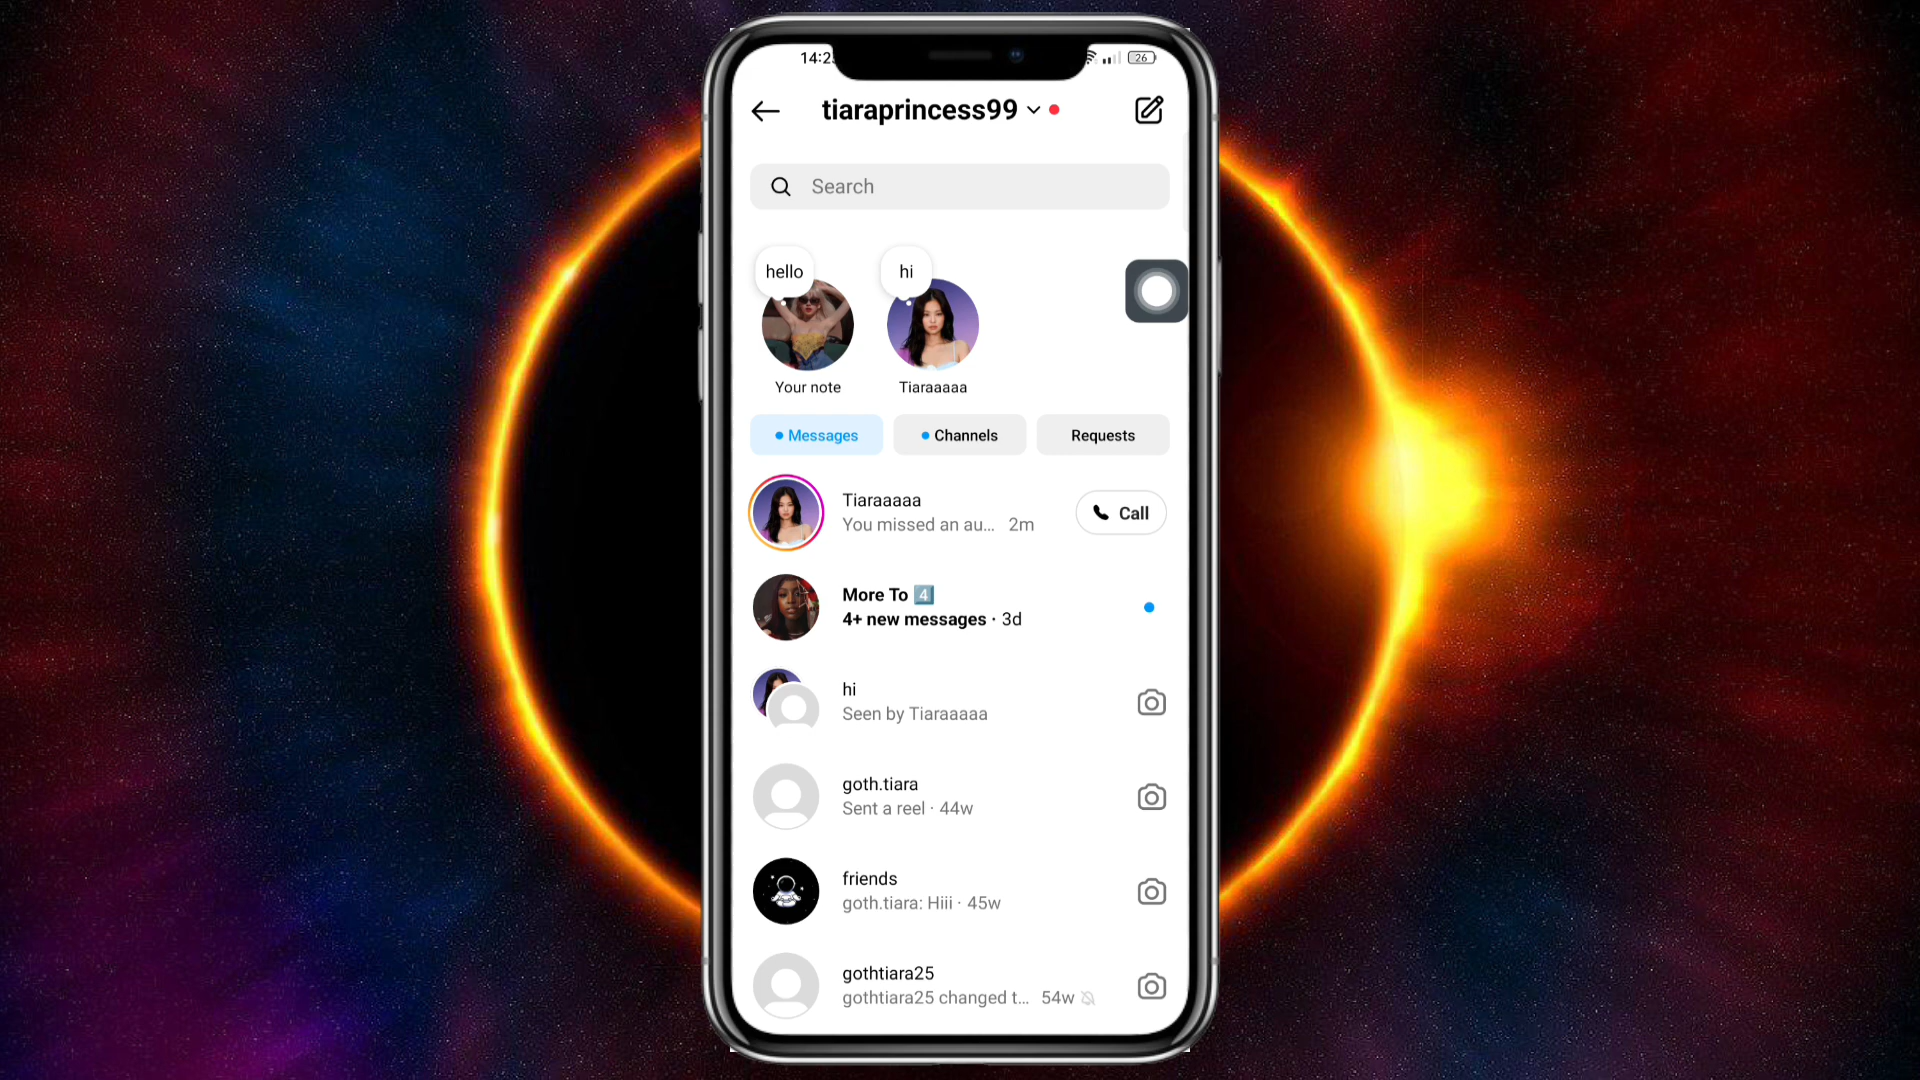 14:2
26
tiaraprincess99
Search
hello
hi
Your note
Tiaraaaaa
Messages
Channels
Requests
Tiaraaaaa
You missed an au... 2m
Call
More To 4️⃣
4+ new messages · 3d
hi
Seen by Tiaraaaaa
goth.tiara
Sent a reel · 44w
friends
goth.tiara: Hiii · 45w
gothtiara25
gothtiara25 changed t... 54w